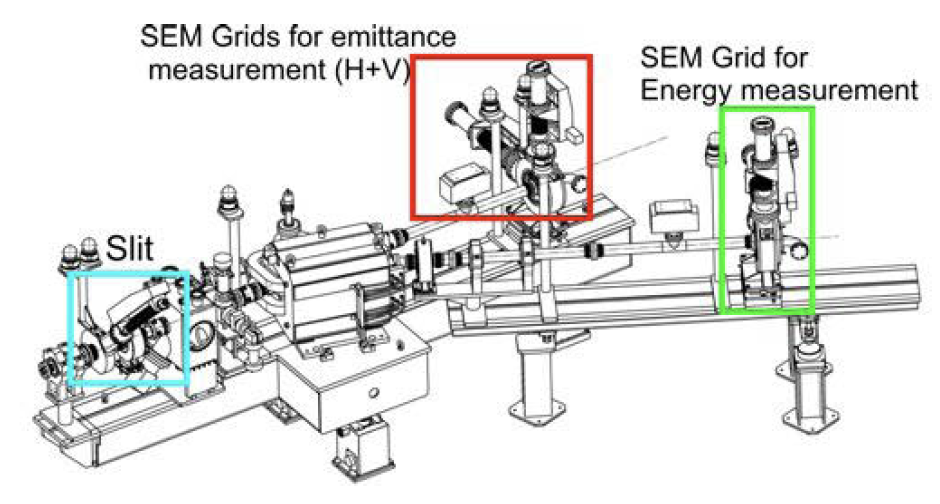 SEM Grids for emittance
measurement (H+V)
SEM Grid for
Energy measurement
Slit